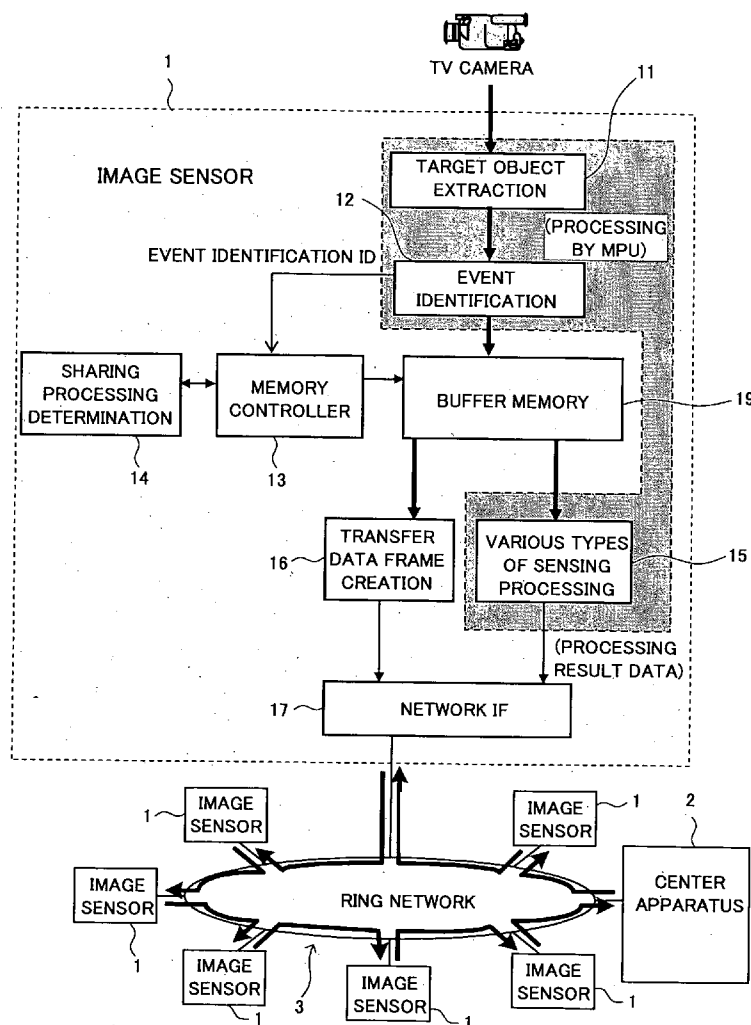 TV CAMERA
1
11
IMAGE SENSOR
TARGET OBJECT
EXTRACTION
12
(PROCESSING
BY MPU)
EVENT IDENTIFICATION ID
EVENT
IDENTIFICATION
SHARING
PROCESSING
DETERMINATION
MEMORY
CONTROLLER
BUFFER MEMORY
19
14
13
16
TRANSFER
DATA FRAME
CREATION
VARIOUS TYPES
OF SENSING
PROCESSING
15
(PROCESSING
RESULT DATA)
17
NETWORK IF
1
IMAGE
SENSOR
IMAGE
SENSOR
1
2
IMAGE
SENSOR
1
RING NETWORK
CENTER
APPARATUS
IMAGE
SENSOR
1
3
IMAGE
SENSOR
1
IMAGE
SENSOR
1